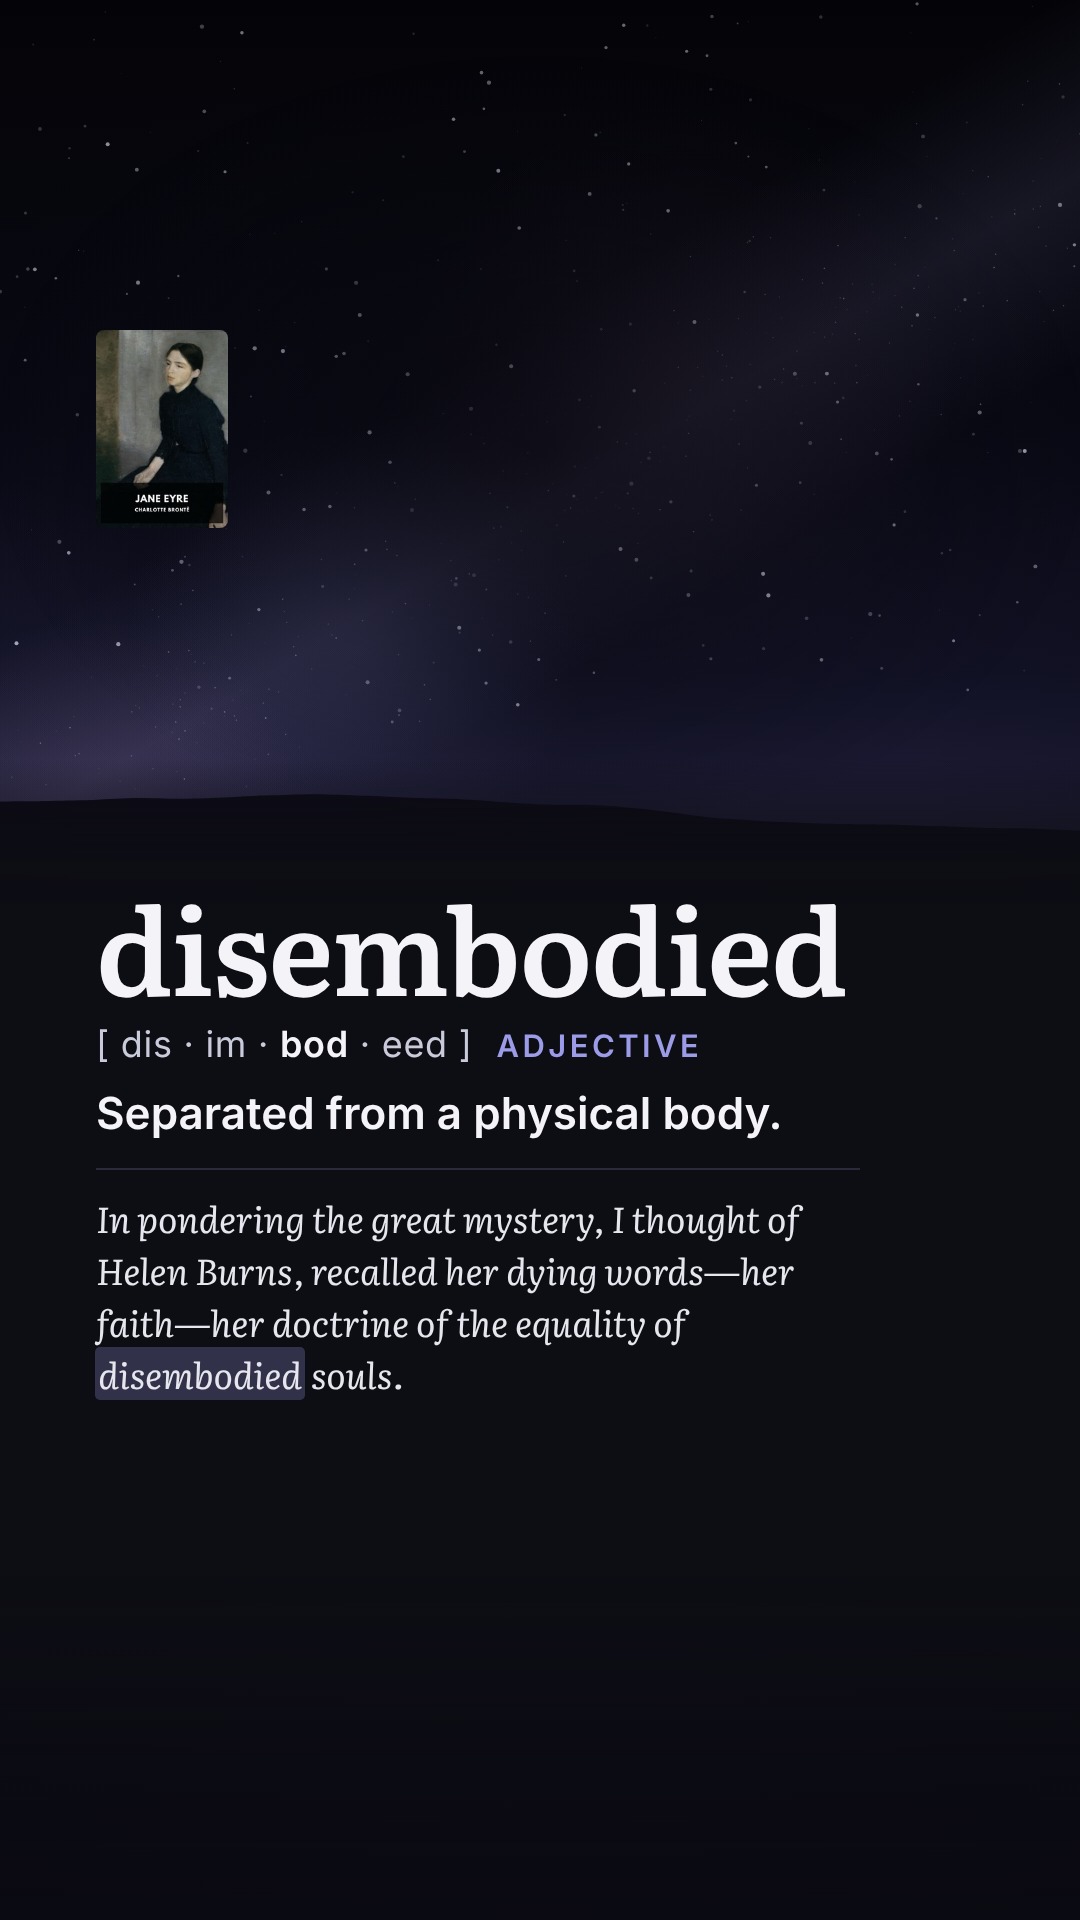 JANE EYRE
CHARLOTTE BRONTË
disembodied
[ dis · im · bod · eed ] ADJECTIVE
Separated from a physical body.
In pondering the great mystery, I thought of
Helen Burns, recalled her dying words—her
faith—her doctrine of the equality of
disembodied souls.